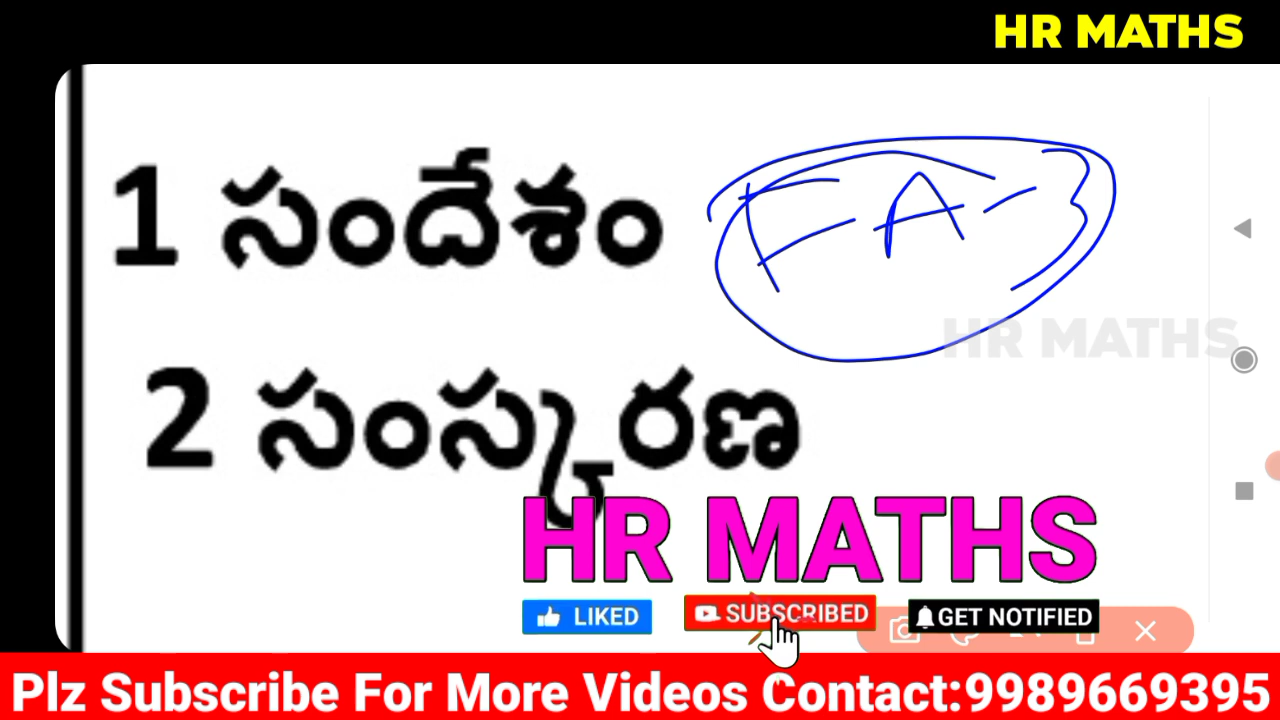 HR MATHS
1 సందేశం FA-3
HR MATHS
2 సంస్కరణ
HR MATHS
LIKED SUBSCRIBED GET NOTIFIED
Plz Subscribe For More Videos Contact:9989669395